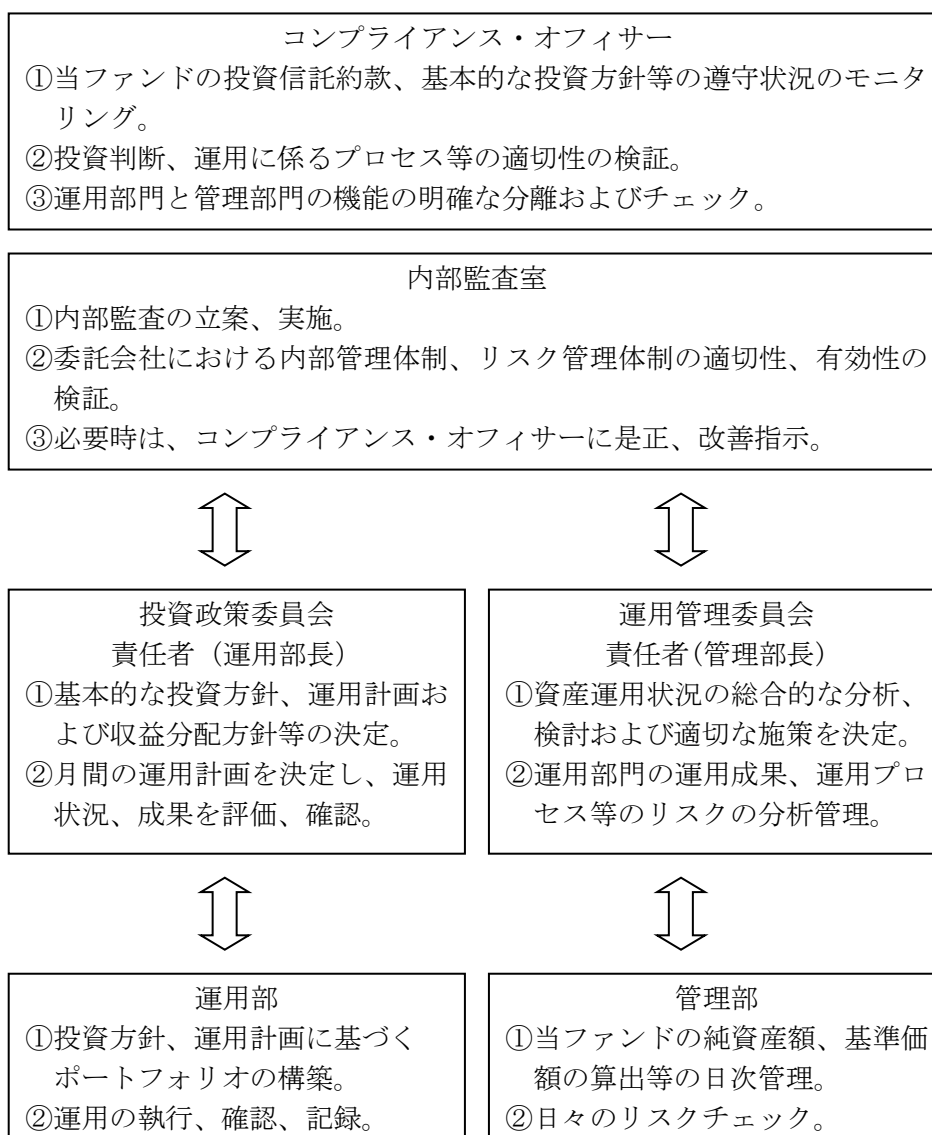 コンプライアンス・オフィサー
①当ファンドの投資信託約款、基本的な投資方針等の遵守状況のモニタ
リング。
②投資判断、運用に係るプロセス等の適切性の検証。
③運用部門と管理部門の機能の明確な分離およびチェック。
内部監査室
①内部監査の立案、実施。
②委託会社における内部管理体制、リスク管理体制の適切性、有効性の
検証。
③必要時は、コンプライアンス・オフィサーに是正、改善指示。
投資政策委員会
責任者（運用部長）
①基本的な投資方針、運用計画お
よび収益分配方針等の決定。
②月間の運用計画を決定し、運用
状況、成果を評価、確認。
運用管理委員会
責任者(管理部長)
①資産運用状況の総合的な分析、
検討および適切な施策を決定。
②運用部門の運用成果、運用プロ
セス等のリスクの分析管理。
運用部
①投資方針、運用計画に基づく
ポートフォリオの構築。
②運用の執行、確認、記録。
管理部
①当ファンドの純資産額、基準価
額の算出等の日次管理。
②日々のリスクチェック。